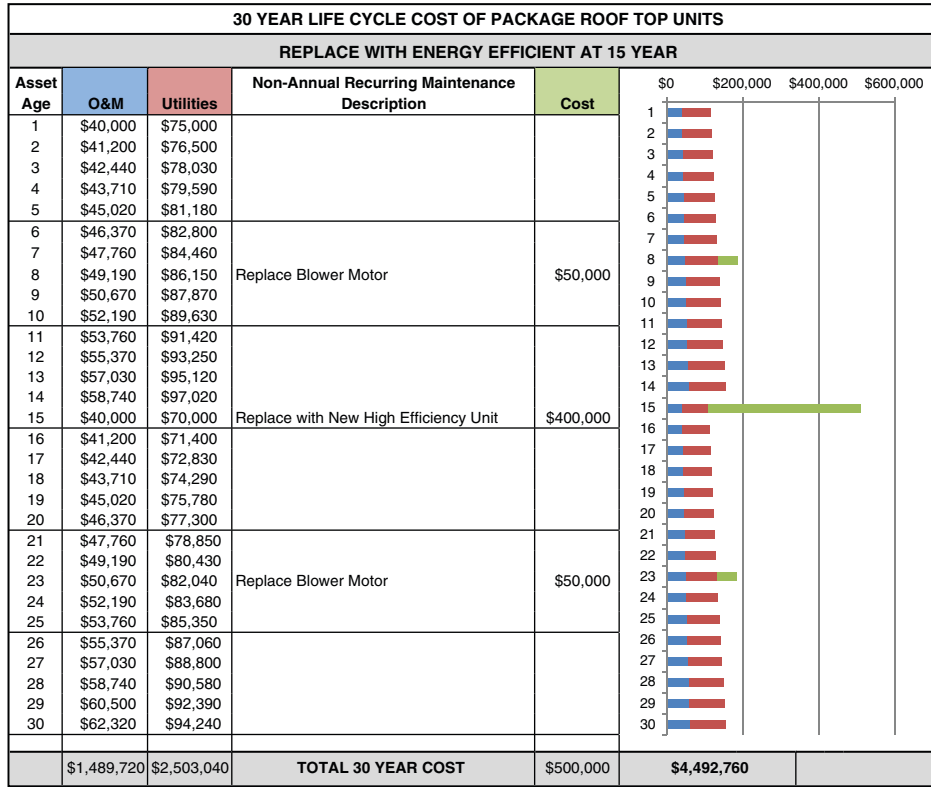 30 YEAR LIFE CYCLE COST OF PACKAGE ROOF TOP UNITS
REPLACE WITH ENERGY EFFICIENT AT 15 YEAR
Asset Age O&M Utilities Non-Annual Recurring Maintenance Description Cost
1 $40,000 $75,000
2 $41,200 $76,500
3 $42,440 $78,030
4 $43,710 $79,590
5 $45,020 $81,180
6 $46,370 $82,800
7 $47,760 $84,460
8 $49,190 $86,150 Replace Blower Motor $50,000
9 $50,670 $87,870
10 $52,190 $89,630
11 $53,760 $91,420
12 $55,370 $93,250
13 $57,030 $95,120
14 $58,740 $97,020
15 $40,000 $70,000 Replace with New High Efficiency Unit $400,000
16 $41,200 $71,400
17 $42,440 $72,830
18 $43,710 $74,290
19 $45,020 $75,780
20 $46,370 $77,300
21 $47,760 $78,850
22 $49,190 $80,430
23 $50,670 $82,040 Replace Blower Motor $50,000
24 $52,190 $83,680
25 $53,760 $85,350
26 $55,370 $87,060
27 $57,030 $88,800
28 $58,740 $90,580
29 $60,500 $92,390
30 $62,320 $94,240
$0 $200,000 $400,000 $600,000
1
2
3
4
5
6
7
8
9
10
11
12
13
14
15
16
17
18
19
20
21
22
23
24
25
26
27
28
29
30
$1,489,720 $2,503,040 TOTAL 30 YEAR COST $500,000 $4,492,760